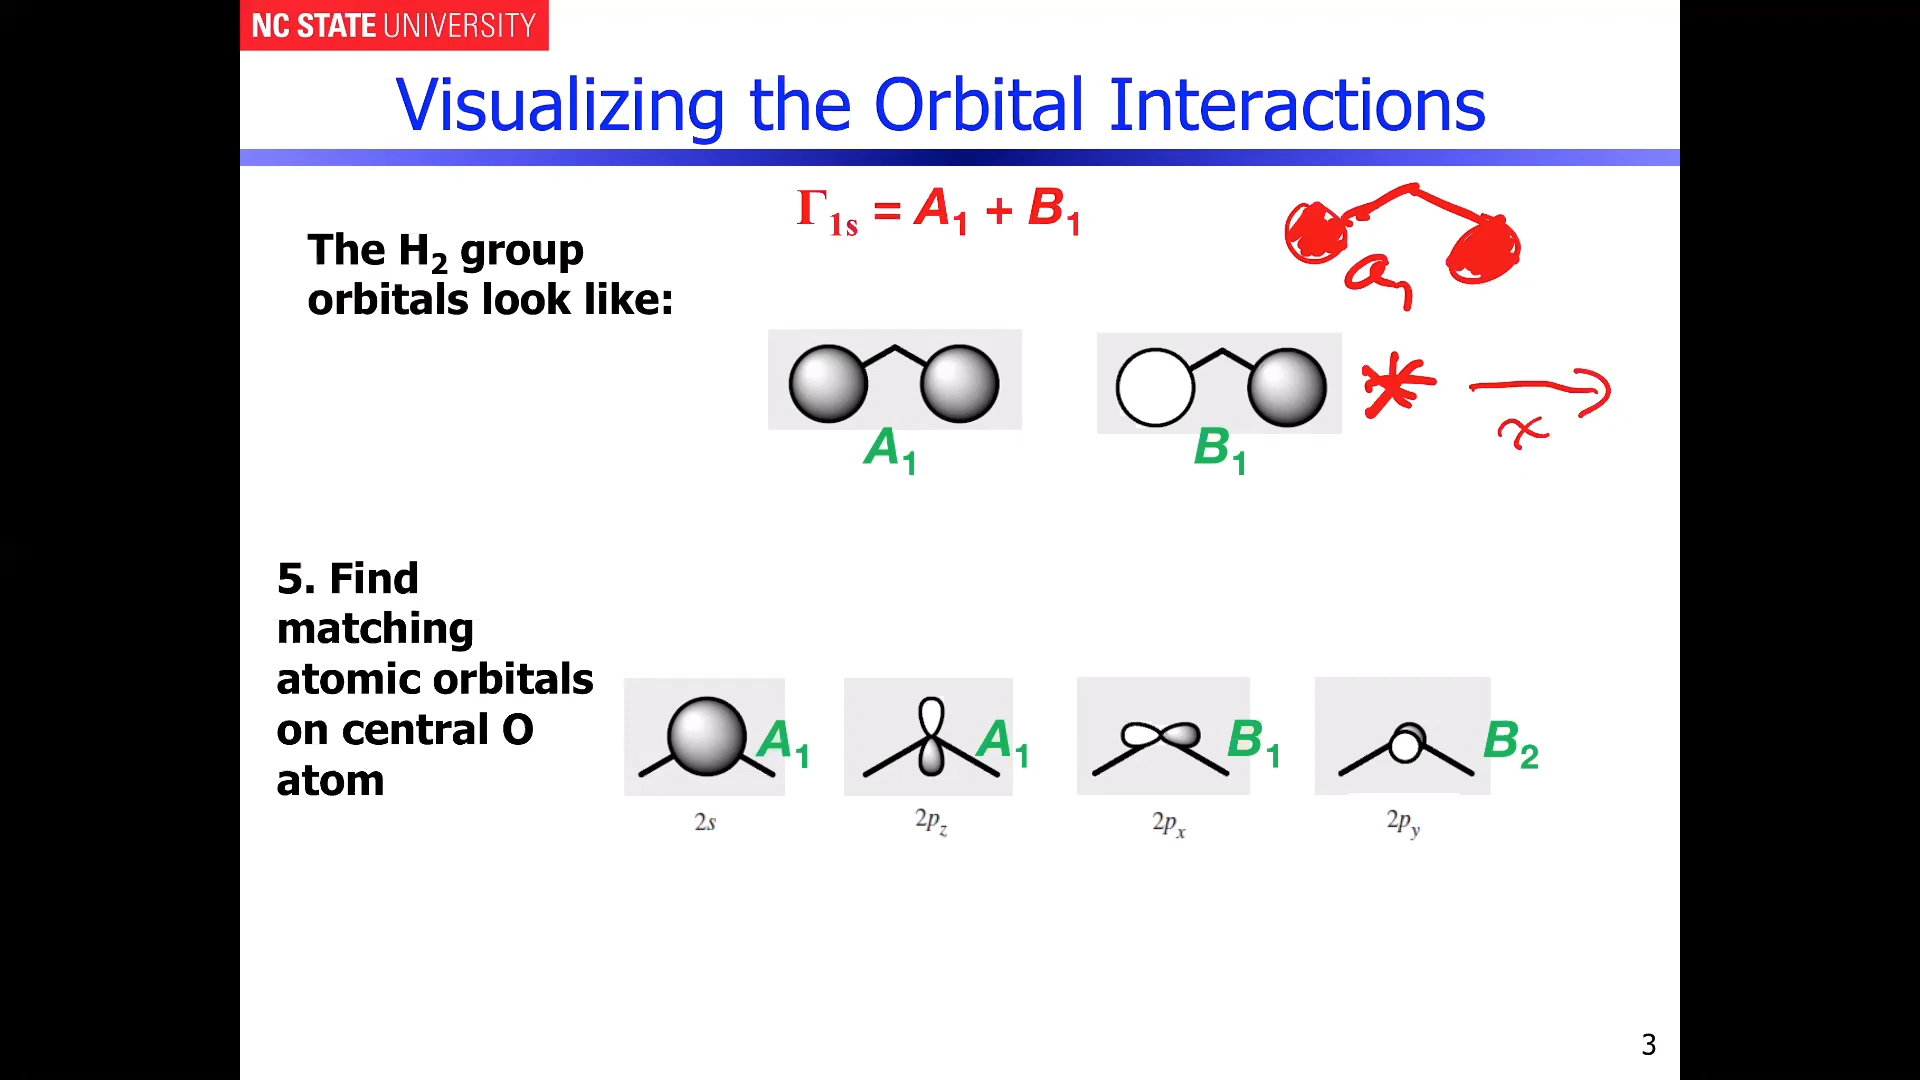 NC STATE UNIVERSITY
Visualizing the Orbital Interactions
Γ1s = A1 + B1
The H2 group
orbitals look like:
a1
A1
B1
x
5. Find
matching
atomic orbitals
on central O
atom
A1
A1
B1
B2
2s
2pz
2px
2py
3